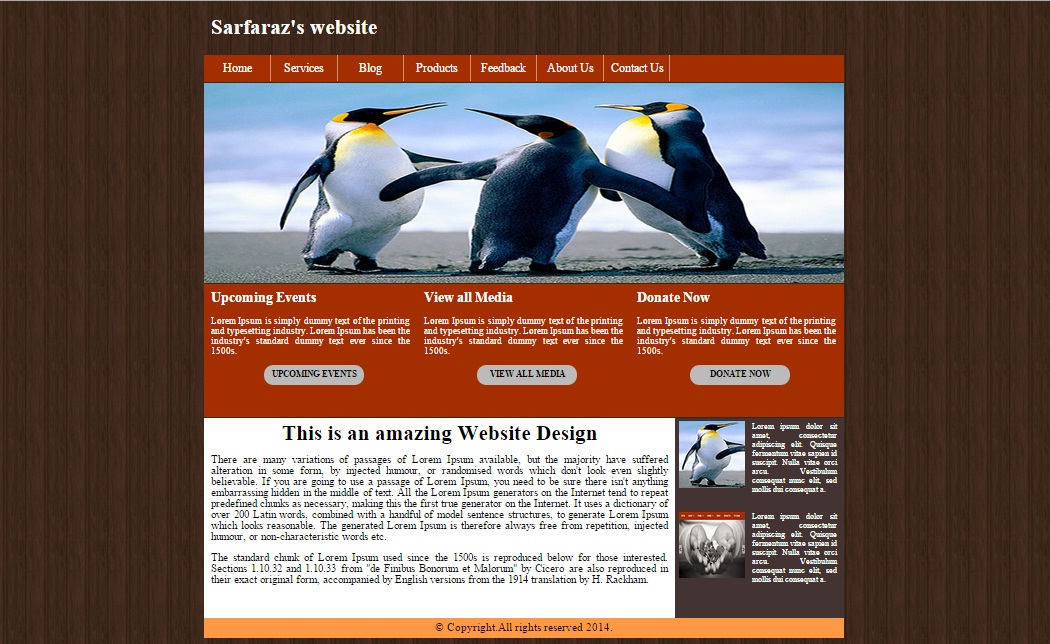 Sarfaraz's website
Home Services Blog Products Feedback About Us Contact Us
Upcoming Events
Lorem Ipsum is simply dummy text of the printing
and typesetting industry. Lorem Ipsum has been the
industry's standard dummy text ever since the
1500s.
UPCOMING EVENTS
View all Media
Lorem Ipsum is simply dummy text of the printing
and typesetting industry. Lorem Ipsum has been the
industry's standard dummy text ever since the
1500s.
VIEW ALL MEDIA
Donate Now
Lorem Ipsum is simply dummy text of the printing
and typesetting industry. Lorem Ipsum has been the
industry's standard dummy text ever since the
1500s.
DONATE NOW
This is an amazing Website Design
There are many variations of passages of Lorem Ipsum available, but the majority have suffered
alteration in some form, by injected humour, or randomised words which don't look even slightly
believable. If you are going to use a passage of Lorem Ipsum, you need to be sure there isn't anything
embarrassing hidden in the middle of text. All the Lorem Ipsum generators on the Internet tend to repeat
predefined chunks as necessary, making this the first true generator on the Internet. It uses a dictionary of
over 200 Latin words, combined with a handful of model sentence structures, to generate Lorem Ipsum
which looks reasonable. The generated Lorem Ipsum is therefore always free from repetition, injected
humour, or non-characteristic words etc.
The standard chunk of Lorem Ipsum used since the 1500s is reproduced below for those interested.
Sections 1.10.32 and 1.10.33 from "de Finibus Bonorum et Malorum" by Cicero are also reproduced in
their exact original form, accompanied by English versions from the 1914 translation by H. Rackham.
Lorem ipsum dolor sit
amet, consectetur
adipiscing elit. Quisque
fermentum vitae sapien id
suscipit. Nulla vitae orci
arcu. Vestibulum
consequat nunc elit, sed
mollis dui consequat a.
Lorem ipsum dolor sit
amet, consectetur
adipiscing elit. Quisque
fermentum vitae sapien id
suscipit. Nulla vitae orci
arcu. Vestibulum
consequat nunc elit, sed
mollis dui consequat a.
© Copyright.All rights reserved 2014.